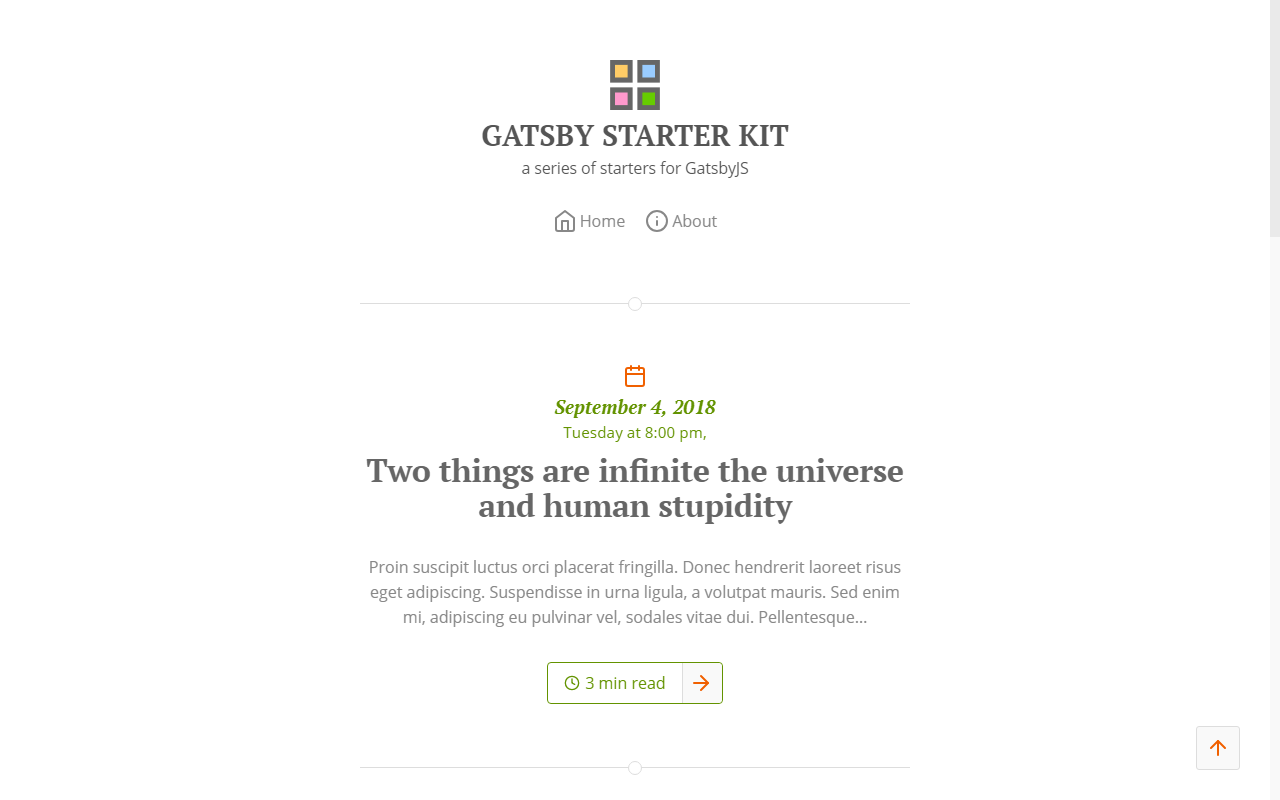 GATSBY STARTER KIT
a series of starters for GatsbyJS
Home About
September 4, 2018
Tuesday at 8:00 pm,
Two things are infinite the universe
and human stupidity
Proin suscipit luctus orci placerat fringilla. Donec hendrerit laoreet risus
eget adipiscing. Suspendisse in urna ligula, a volutpat mauris. Sed enim
mi, adipiscing eu pulvinar vel, sodales vitae dui. Pellentesque...
3 min read